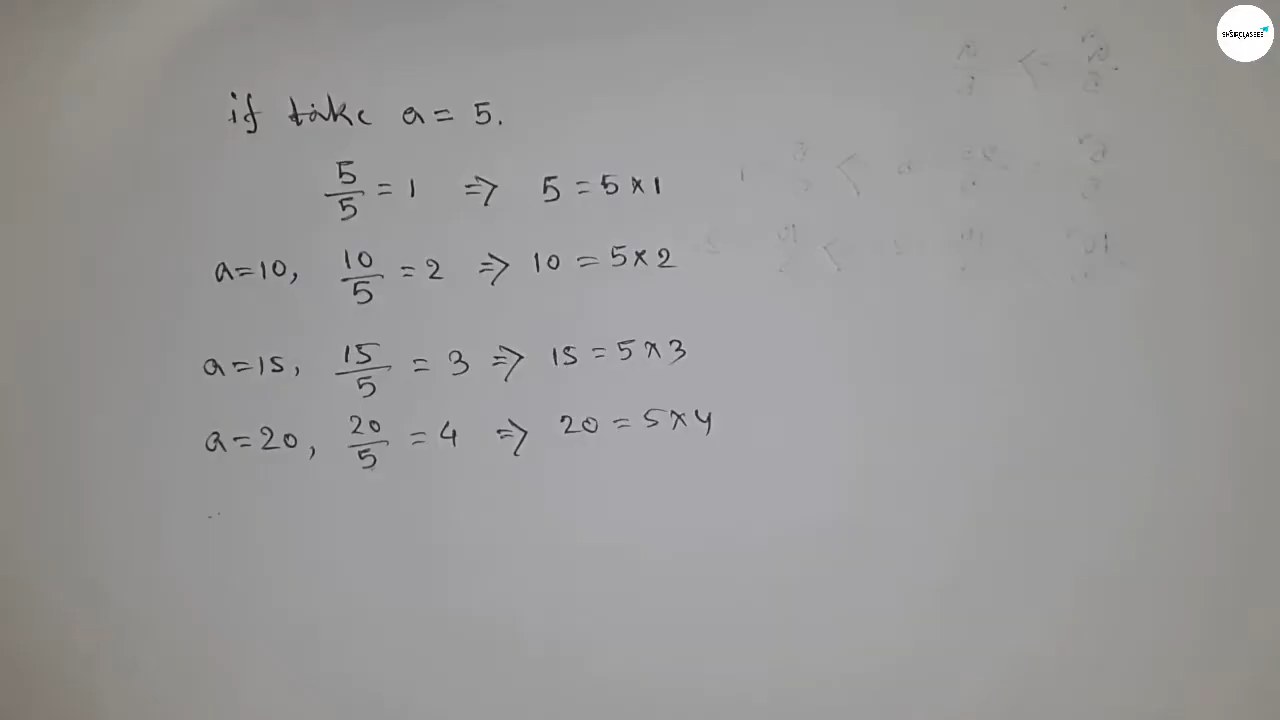 SHSIRCLASSES
if take a = 5.
5/5 = 1 ⇒ 5 = 5 × 1
a = 10, 10/5 = 2 ⇒ 10 = 5 × 2
a = 15, 15/5 = 3 ⇒ 15 = 5 × 3
a = 20, 20/5 = 4 ⇒ 20 = 5 × 4